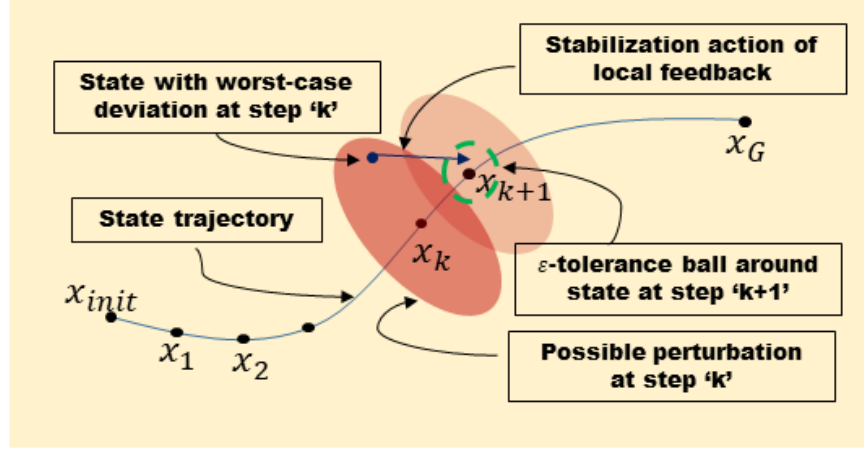 Stabilization action of
local feedback
State with worst-case
deviation at step ‘k’
x_G
x_{k+1}
State trajectory
x_k
ε-tolerance ball around
state at step ‘k+1’
x_{init}
x_1
x_2
Possible perturbation
at step ‘k’